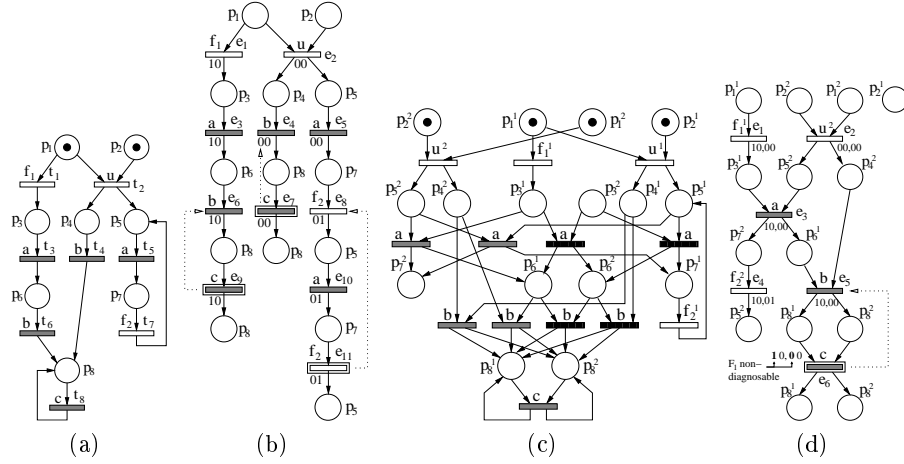 p1 p2
f1 t1 u t2
p3 p4 p5
a t3 b t4 a t5
p6 p7
b t6 f2 t7
p8
c t8
(a)
p1 p2
f1 e1 u e2
10 00
p3 p4 p5
a e3 b e4 a e5
10 00 00
p6 p8 p7
b e6 c e7 f2 e8
10 00 01
p8 p8 p5
c e9 a e10
10 01
p8 p7
f2 e11
01
p5
(b)
p2² p1¹ p1² p2¹
u² f1¹ u¹
p5² p4² p3¹ p3² p4¹ p5¹
a a a a
p7² p6¹ p6² p7¹
b b b b f2¹
p8¹ p8²
c
(c)
p1¹ p2² p1² p2¹
f1¹ e1 u² e2
10,00 00,00
p3¹ p5² p4²
a e3
10,00
p7² p6¹
f2² e4 b e5
10,01 10,00
p5² p8¹ p8²
F1 non-
diagnosable
10,00
c
e6
p8¹ p8²
(d)